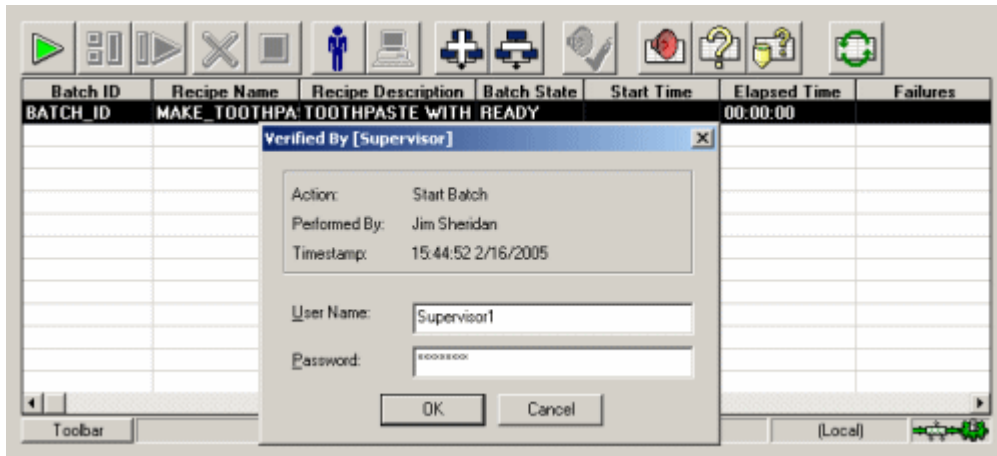 Batch ID Recipe Name Recipe Description Batch State Start Time Elapsed Time Failures
BATCH_ID MAKE_TOOTHPA TOOTHPASTE WITH READY 00:00:00
Verified By [Supervisor]
Action: Start Batch
Performed By: Jim Sheridan
Timestamp: 15:44:52 2/16/2005
User Name: Supervisor1
Password: ********
OK Cancel
Toolbar (Local)